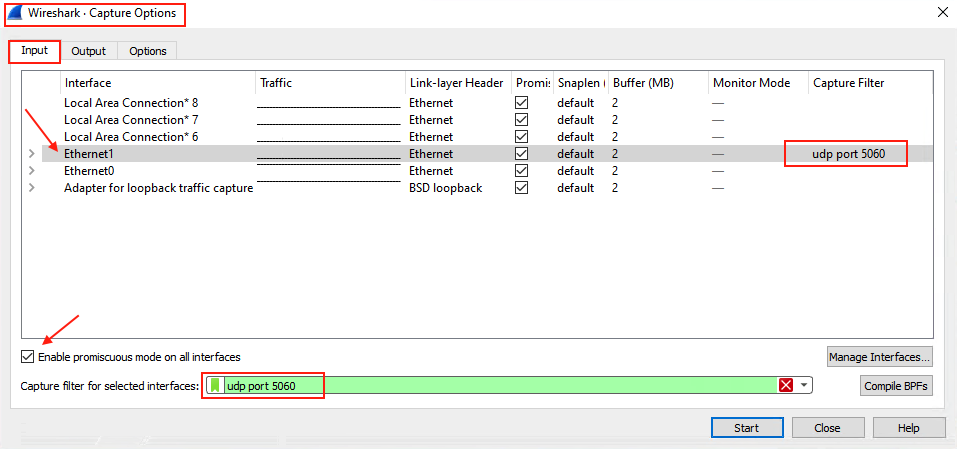 Wireshark · Capture Options
Input Output Options
Interface Traffic Link-layer Header Promis Snaplen ( Buffer (MB) Monitor Mode Capture Filter
Local Area Connection* 8 Ethernet default 2 —
Local Area Connection* 7 Ethernet default 2 —
Local Area Connection* 6 Ethernet default 2 —
Ethernet1 Ethernet default 2 — udp port 5060
Ethernet0 Ethernet default 2 —
Adapter for loopback traffic capture BSD loopback default 2 —
Enable promiscuous mode on all interfaces Manage Interfaces...
Capture filter for selected interfaces: udp port 5060 Compile BPFs
Start Close Help